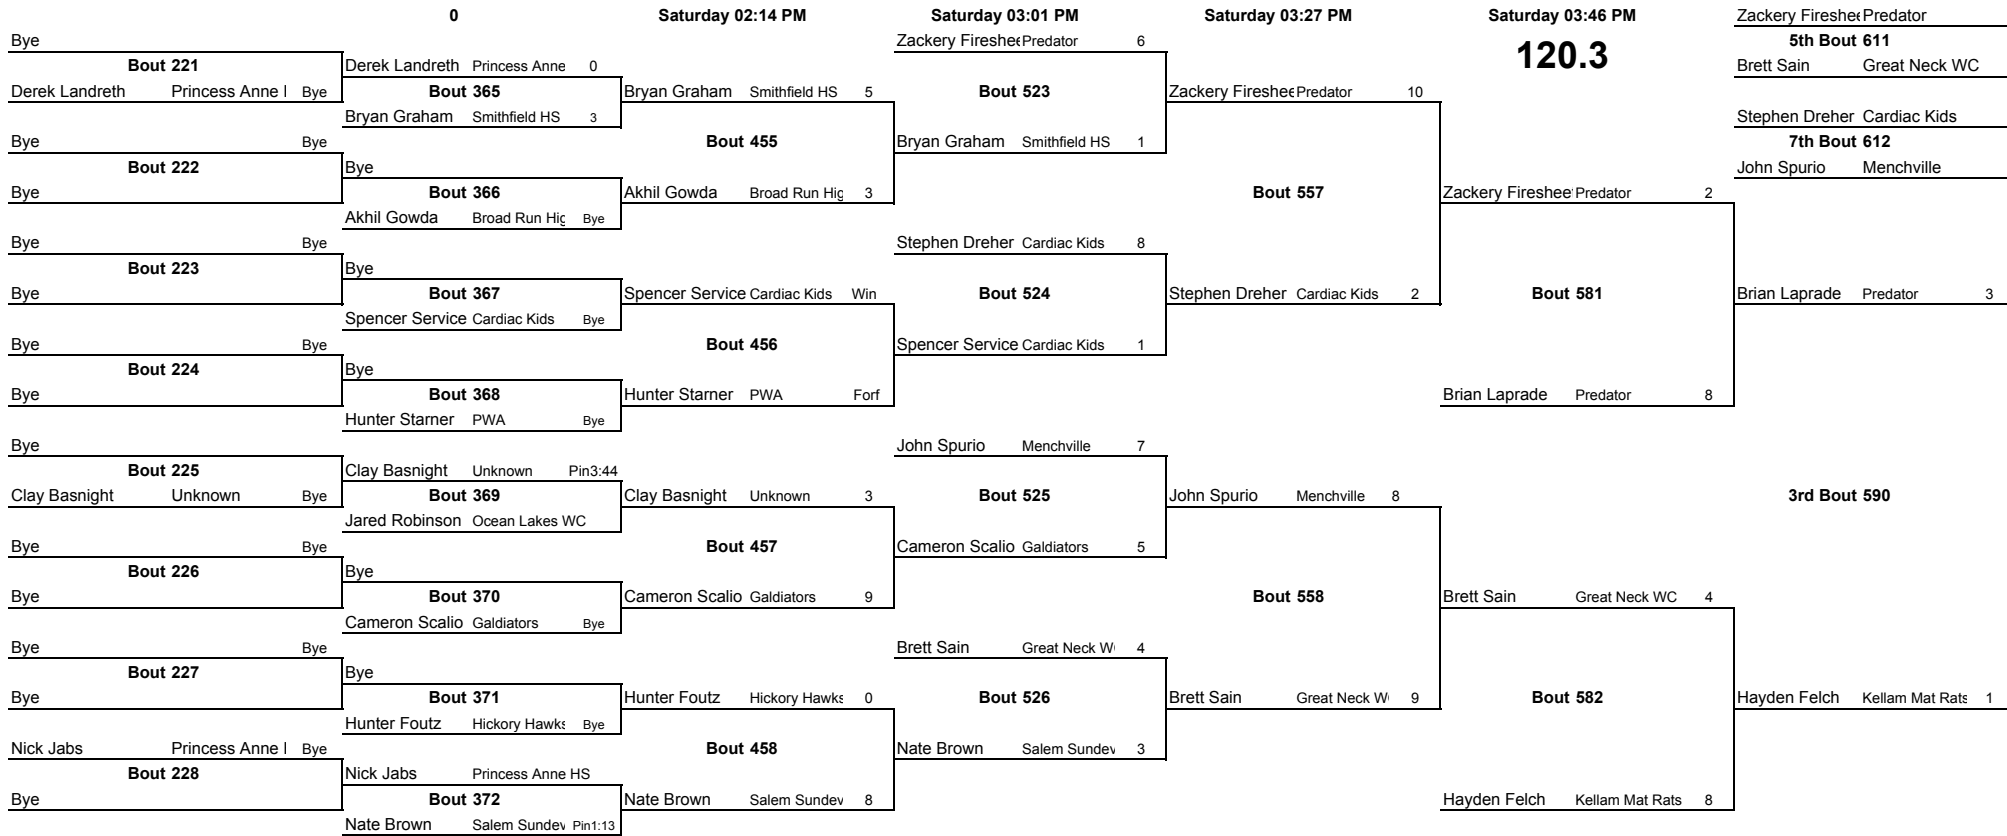 0 Saturday 02:14 PM Saturday 03:01 PM Saturday 03:27 PM Saturday 03:46 PM Zackery Fireshee Predator
Bye Zackery Fireshee Predator 6 120.3 5th Bout 611
Bout 221 Derek Landreth Princess Anne 0 Brett Sain Great Neck WC
Derek Landreth Princess Anne Bye Bout 365 Bryan Graham Smithfield HS 5 Bout 523 Zackery Fireshee Predator 10
Bryan Graham Smithfield HS 3 Stephen Dreher Cardiac Kids
Bye Bye Bout 455 Bryan Graham Smithfield HS 1 7th Bout 612
Bout 222 Bye John Spurio Menchville
Bye Bout 366 Akhil Gowda Broad Run Hig 3 Bout 557 Zackery Fireshee Predator 2
Akhil Gowda Broad Run Hig Bye
Bye Bye Stephen Dreher Cardiac Kids 8
Bout 223 Bye
Bye Bout 367 Spencer Service Cardiac Kids Win Bout 524 Stephen Dreher Cardiac Kids 2 Bout 581 Brian Laprade Predator 3
Spencer Service Cardiac Kids Bye
Bye Bye Bout 456 Spencer Service Cardiac Kids 1
Bout 224 Bye
Bye Bout 368 Hunter Starner PWA Forf Brian Laprade Predator 8
Hunter Starner PWA Bye
Bye John Spurio Menchville 7
Bout 225 Clay Basnight Unknown Pin3:44
Clay Basnight Unknown Bye Bout 369 Clay Basnight Unknown 3 Bout 525 John Spurio Menchville 8 3rd Bout 590
Jared Robinson Ocean Lakes WC
Bye Bye Bout 457 Cameron Scalio Galdiators 5
Bout 226 Bye
Bye Bout 370 Cameron Scalio Galdiators 9 Bout 558 Brett Sain Great Neck WC 4
Cameron Scalio Galdiators Bye
Bye Bye Brett Sain Great Neck W 4
Bout 227 Bye
Bye Bout 371 Hunter Foutz Hickory Hawks 0 Bout 526 Brett Sain Great Neck W 9 Bout 582 Hayden Felch Kellam Mat Rats 1
Hunter Foutz Hickory Hawks Bye
Nick Jabs Princess Anne Bye Bout 458 Nate Brown Salem Sundev 3
Bout 228 Nick Jabs Princess Anne HS
Bye Bout 372 Nate Brown Salem Sundev 8 Hayden Felch Kellam Mat Rats 8
Nate Brown Salem Sundev Pin1:13